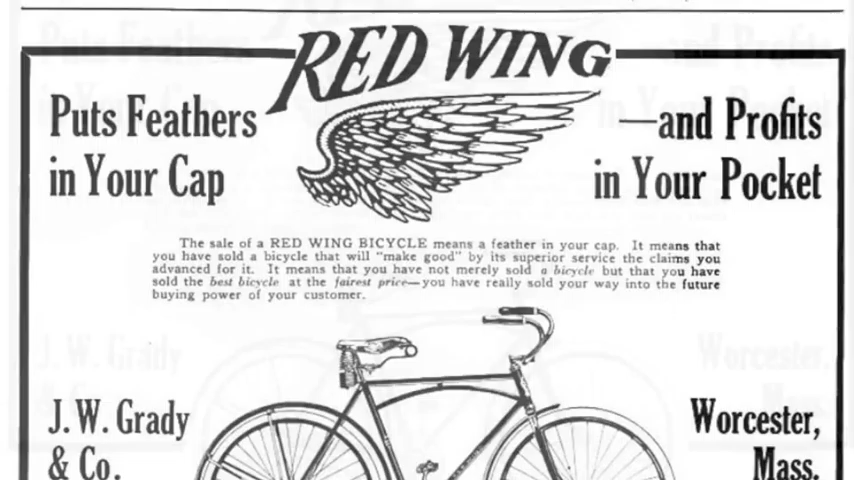 RED WING
Puts Feathers
in Your Cap
—and Profits
in Your Pocket
The sale of a RED WING BICYCLE means a feather in your cap. It means that
you have sold a bicycle that will "make good" by its superior service the claims you
advanced for it. It means that you have not merely sold a bicycle but that you have
sold the best bicycle at the fairest price—you have really sold your way into the future
buying power of your customer.
J. W. Grady
& Co.
Worcester,
Mass.